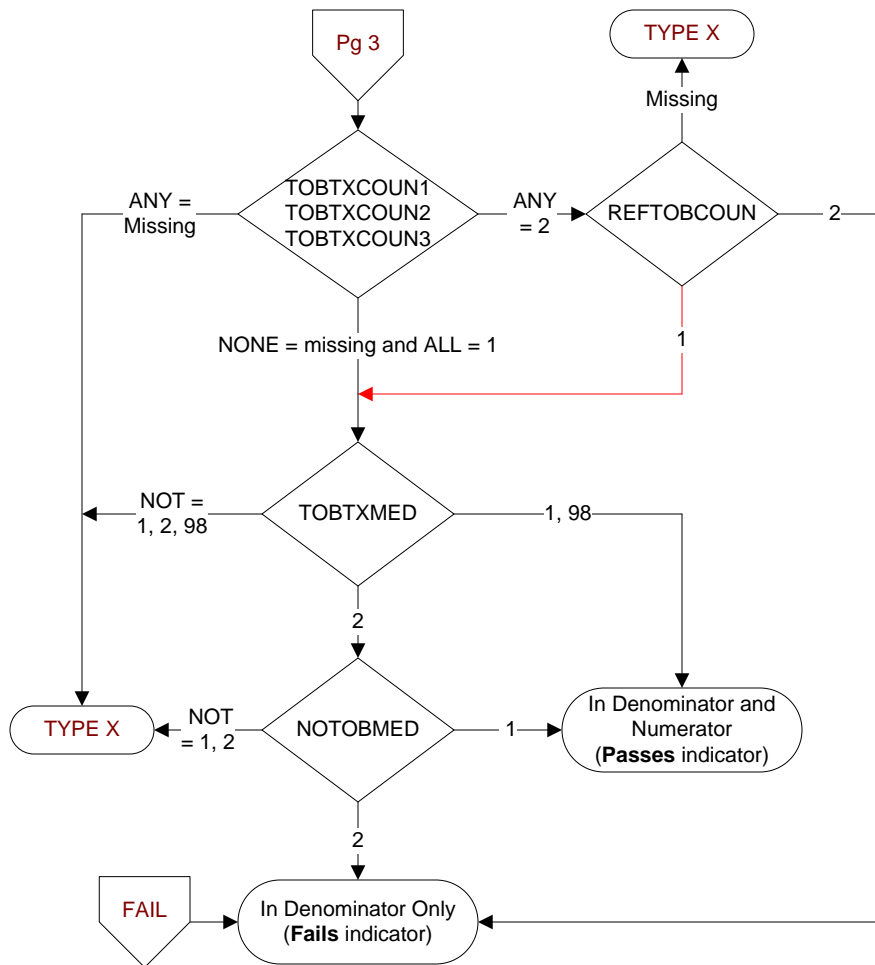 Pg 3
TYPE X
Missing
TOBTXCOUN1
TOBTXCOUN2
TOBTXCOUN3
ANY =
Missing
ANY
= 2
REFTOBCOUN
2
NONE = missing and ALL = 1
1
NOT =
1, 2, 98
TOBTXMED
1, 98
2
TYPE X
NOT
= 1, 2
NOTOBMED
1
In Denominator and
Numerator
(Passes indicator)
2
FAIL
In Denominator Only
(Fails indicator)